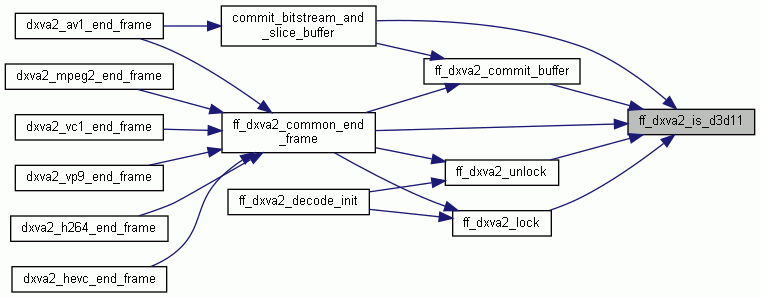 dxva2_av1_end_frame
commit_bitstream_and
_slice_buffer
dxva2_mpeg2_end_frame
ff_dxva2_commit_buffer
dxva2_vc1_end_frame
ff_dxva2_common_end
_frame
ff_dxva2_is_d3d11
dxva2_vp9_end_frame
ff_dxva2_unlock
ff_dxva2_decode_init
dxva2_h264_end_frame
ff_dxva2_lock
dxva2_hevc_end_frame